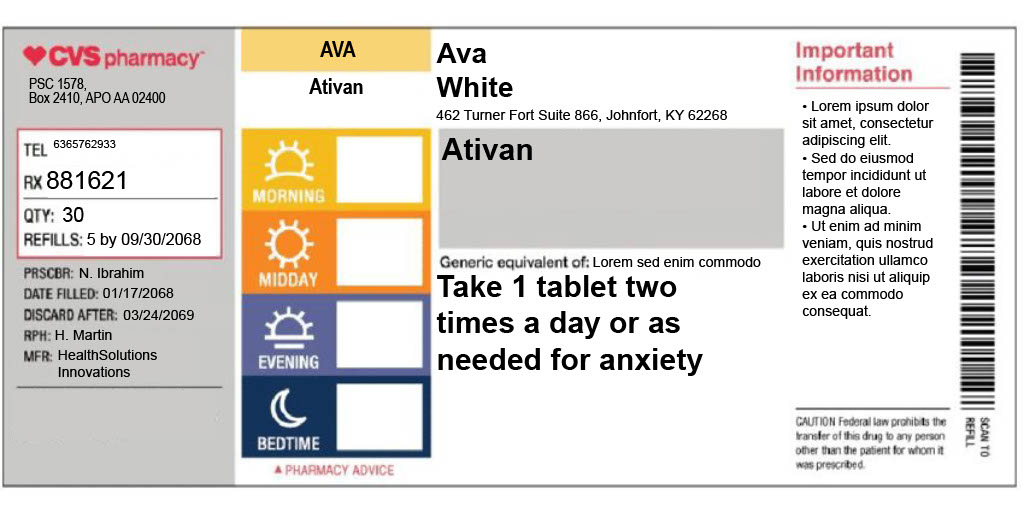 CVS pharmacy
PSC 1578,
Box 2410, APO AA 02400
TEL 6365762933
RX 881621
QTY: 30
REFILLS: 5 by 09/30/2068
PRSCBR: N. Ibrahim
DATE FILLED: 01/17/2068
DISCARD AFTER: 03/24/2069
RPH: H. Martin
MFR: HealthSolutions
Innovations
AVA
Ativan
MORNING
MIDDAY
EVENING
BEDTIME
▲ PHARMACY ADVICE
Ava
White
462 Turner Fort Suite 866, Johnfort, KY 62268
Ativan
Generic equivalent of: Lorem sed enim commodo
Take 1 tablet two
times a day or as
needed for anxiety
Important
Information
• Lorem ipsum dolor
sit amet, consectetur
adipiscing elit.
• Sed do eiusmod
tempor incididunt ut
labore et dolore
magna aliqua.
• Ut enim ad minim
veniam, quis nostrud
exercitation ullamco
laboris nisi ut aliquip
ex ea commodo
consequat.
CAUTION Federal law prohibits the
transfer of this drug to any person
other than the patient for whom it
was prescribed.
SCAN TO
REFILL